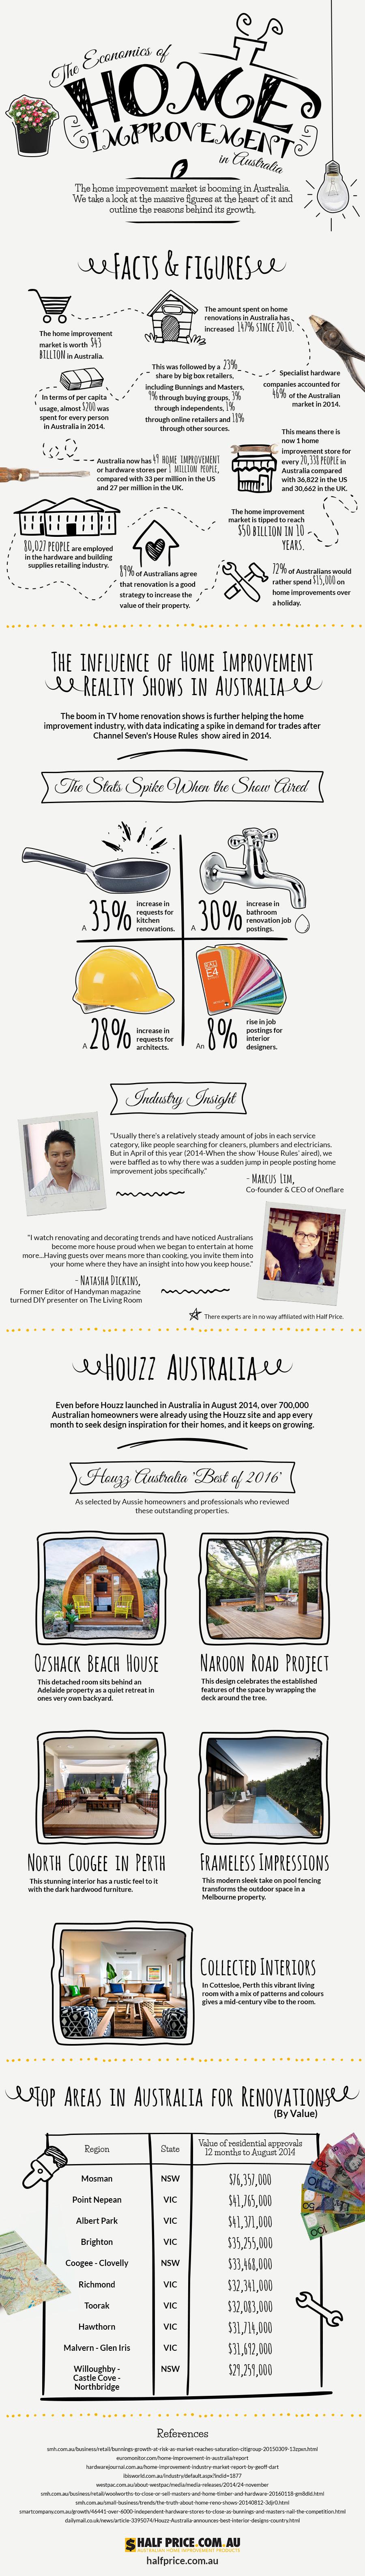 The Economics of
HOME
IMPROVEMENT
in Australia
The home improvement market is booming in Australia.
We take a look at the massive figures at the heart of it and
outline the reasons behind its growth.
FACTS & FIGURES
The home improvement
market is worth $43
BILLION in Australia.
The amount spent on home
renovations in Australia has
increased 147% SINCE 2010.
Specialist hardware
companies accounted for
46% of the Australian
market in 2014.
This was followed by a 23%
share by big box retailers,
including Bunnings and Masters,
9% through buying groups, 3%
through independents, 1%
through online retailers and 18%
through other sources.
In terms of per capita
usage, almost $200 was
spent for every person
in Australia in 2014.
Australia now has 49 HOME IMPROVEMENT
or hardware stores per 1 MILLION PEOPLE,
compared with 33 per million in the US
and 27 per million in the UK.
This means there is
now 1 home
improvement store for
every 20,338 PEOPLE in
Australia compared
with 36,822 in the US
and 30,662 in the UK.
80,027 PEOPLE are employed
in the hardware and building
supplies retailing industry.
The home improvement
market is tipped to reach
$50 BILLION IN 10
YEARS.
89% of Australians agree
that renovation is a good
strategy to increase the
value of their property.
72% of Australians would
rather spend $15,000 on
home improvements over
a holiday.
THE INFLUENCE OF HOME IMPROVEMENT
REALITY SHOWS IN AUSTRALIA
The boom in TV home renovation shows is further helping the home
improvement industry, with data indicating a spike in demand for trades after
Channel Seven's House Rules show aired in 2014.
The Stats Spike When the Show Aired
A 35% increase in
requests for
kitchen
renovations.
A 30% increase in
bathroom
renovation job
postings.
A 28% increase in
requests for
architects.
An 8% rise in job
postings for
interior
designers.
Industry Insight
"Usually there's a relatively steady amount of jobs in each service
category, like people searching for cleaners, plumbers and electricians.
But in April of this year (2014-When the show 'House Rules' aired), we
were baffled as to why there was a sudden jump in people posting home
improvement jobs specifically."
- MARCUS LIM,
Co-founder & CEO of Oneflare
"I watch renovating and decorating trends and have noticed Australians
become more house proud when we began to entertain at home
more...Having guests over means more than cooking, you invite them into
your home where they have an insight into how you keep house."
- NATASHA DICKINS,
Former Editor of Handyman magazine
turned DIY presenter on The Living Room
There experts are in no way affiliated with Half Price.
HOUZZ AUSTRALIA
Even before Houzz launched in Australia in August 2014, over 700,000
Australian homeowners were already using the Houzz site and app every
month to seek design inspiration for their homes, and it keeps on growing.
Houzz Australia 'Best of 2016'
As selected by Aussie homeowners and professionals who reviewed
these outstanding properties.
OZSHACK BEACH HOUSE
This detached room sits behind an
Adelaide property as a quiet retreat in
ones very own backyard.
NAROON ROAD PROJECT
This design celebrates the established
features of the space by wrapping the
deck around the tree.
NORTH COOGEE IN PERTH
This stunning interior has a rustic feel to it
with the dark hardwood furniture.
FRAMELESS IMPRESSIONS
This modern sleek take on pool fencing
transforms the outdoor space in a
Melbourne property.
COLLECTED INTERIORS
In Cottesloe, Perth this vibrant living
room with a mix of patterns and colours
gives a mid-century vibe to the room.
TOP AREAS IN AUSTRALIA FOR RENOVATIONS
(By Value)
Region State Value of residential approvals
12 months to August 2014
Mosman NSW $76,357,000
Point Nepean VIC $41,765,000
Albert Park VIC $41,371,000
Brighton VIC $35,255,000
Coogee - Clovelly NSW $33,468,000
Richmond VIC $32,341,000
Toorak VIC $32,083,000
Hawthorn VIC $31,714,000
Malvern - Glen Iris VIC $31,692,000
Willoughby - NSW $29,259,000
Castle Cove -
Northbridge
References
smh.com.au/business/retail/bunnings-growth-at-risk-as-market-reaches-saturation-citigroup-20150309-13zpxn.html
euromonitor.com/home-improvement-in-australia/report
hardwarejournal.com.au/home-improvement-industry-market-report-by-geoff-dart
ibisworld.com.au/industry/default.aspx?indid=1877
westpac.com.au/about-westpac/media/media-releases/2014/24-november
smh.com.au/business/retail/woolworths-to-close-or-sell-masters-and-home-timber-and-hardware-20160118-gm8d8d.html
smh.com.au/small-business/trends/the-truth-about-home-reno-shows-20140812-3djr0.html
smartcompany.com.au/growth/46441-over-6000-independent-hardware-stores-to-close-as-bunnings-and-masters-nail-the-competition.html
dailymail.co.uk/news/article-3395074/Houzz-Australia-announces-best-interior-designs-country.html
$ HALF PRICE.COM.AU
AUSTRALIAN HOME IMPROVEMENT PRODUCTS
halfprice.com.au